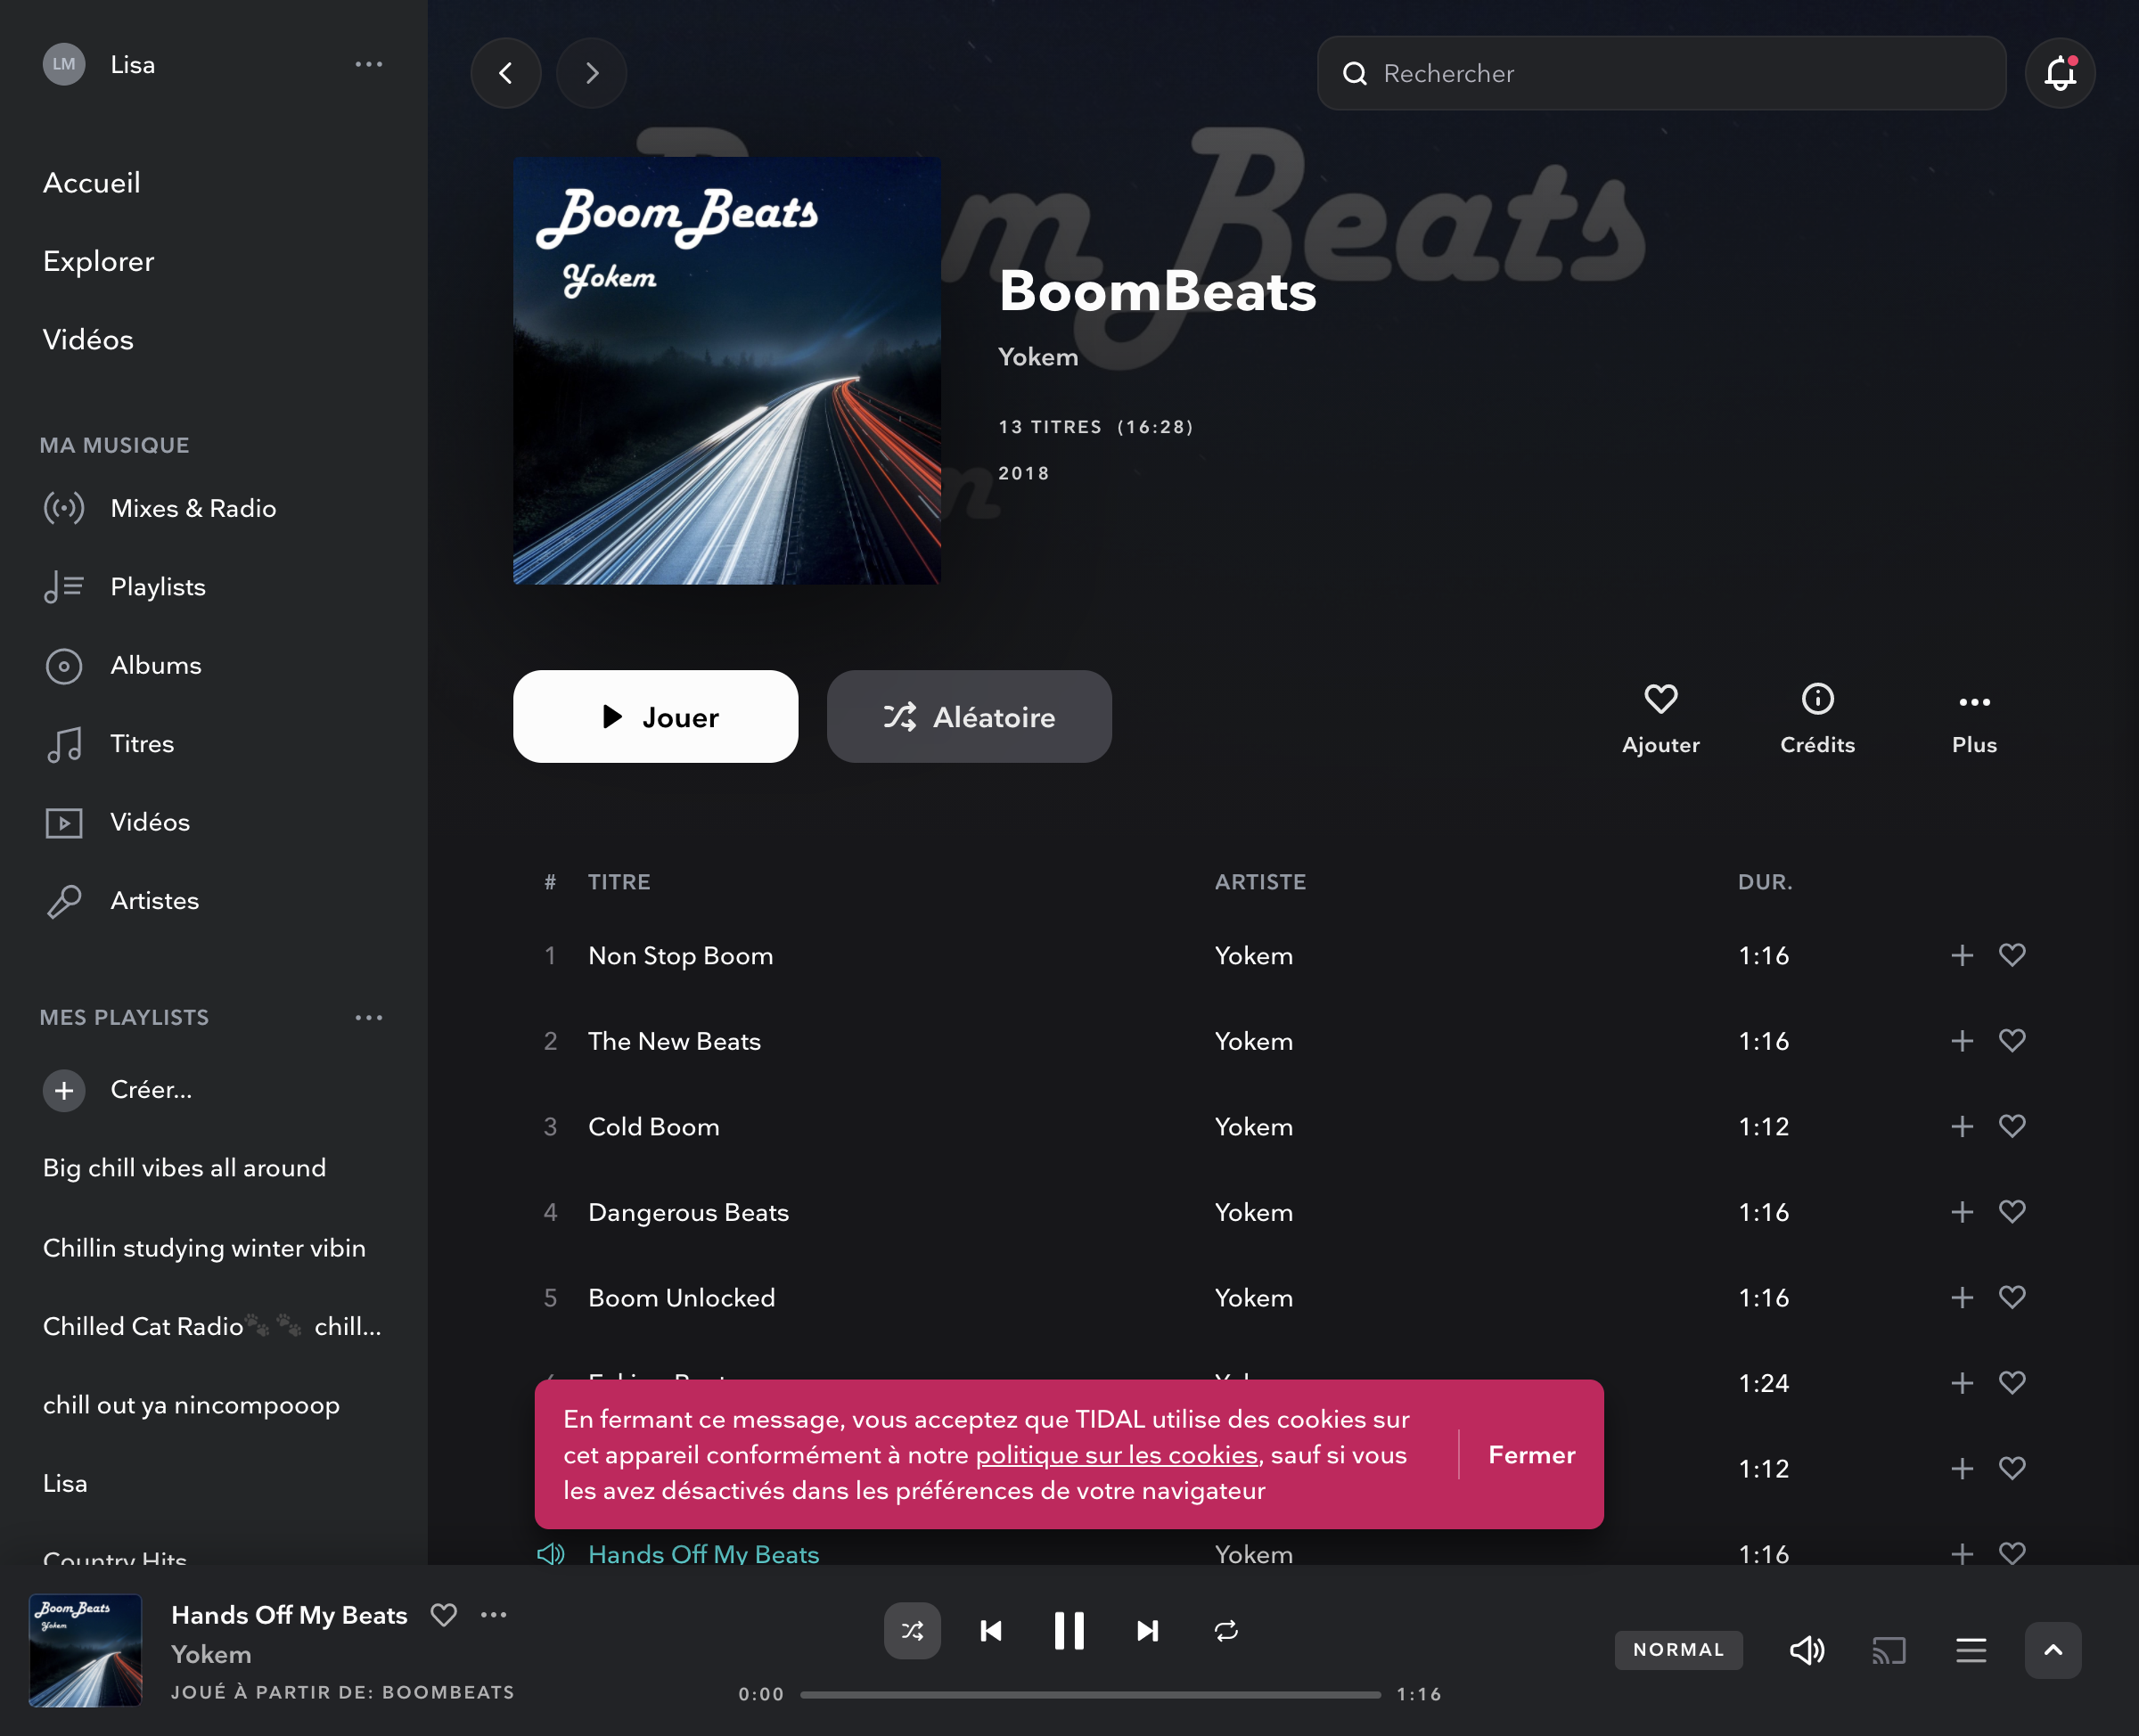 LM
Lisa
Rechercher
Accueil
Explorer
Vidéos
MA MUSIQUE
Mixes & Radio
Playlists
Albums
Titres
Vidéos
Artistes
MES PLAYLISTS
Créer...
Big chill vibes all around
Chillin studying winter vibin
Chilled Cat Radio🐾🐾 chill...
chill out ya nincompooop
Lisa
Country Hits
Boom Beats
Yokem
m Beats
BoomBeats
Yokem
13 TITRES (16:28)
2018
Jouer
Aléatoire
Ajouter
Crédits
Plus
# TITRE ARTISTE DUR.
1 Non Stop Boom Yokem 1:16
2 The New Beats Yokem 1:16
3 Cold Boom Yokem 1:12
4 Dangerous Beats Yokem 1:16
5 Boom Unlocked Yokem 1:16
1:24
En fermant ce message, vous acceptez que TIDAL utilise des cookies sur
cet appareil conformément à notre politique sur les cookies, sauf si vous
les avez désactivés dans les préférences de votre navigateur
Fermer
1:12
Hands Off My Beats Yokem 1:16
Boom Beats
Yokem
Hands Off My Beats
Yokem
JOUÉ À PARTIR DE: BOOMBEATS
0:00
1:16
NORMAL